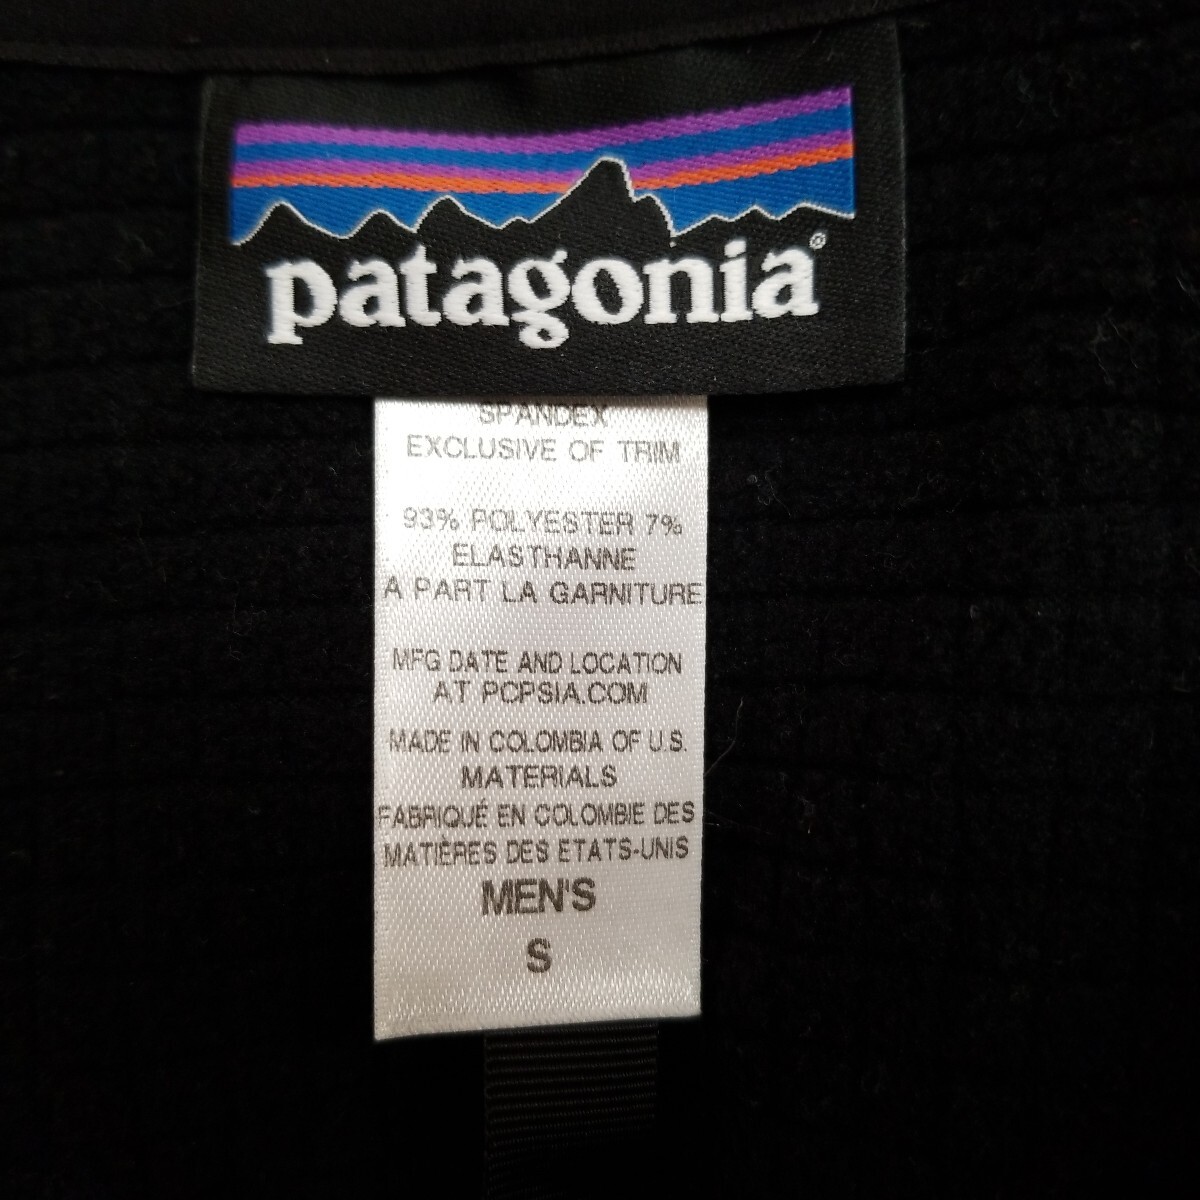 patagonia®
SPANDEX
EXCLUSIVE OF TRIM
93% POLYESTER 7%
ELASTHANNE
A PART LA GARNITURE
MFG DATE AND LOCATION
AT PCPSIA.COM
MADE IN COLOMBIA OF U.S.
MATERIALS
FABRIQUÉ EN COLOMBIE DES
MATIÈRES DES ETATS-UNIS
MEN'S
S